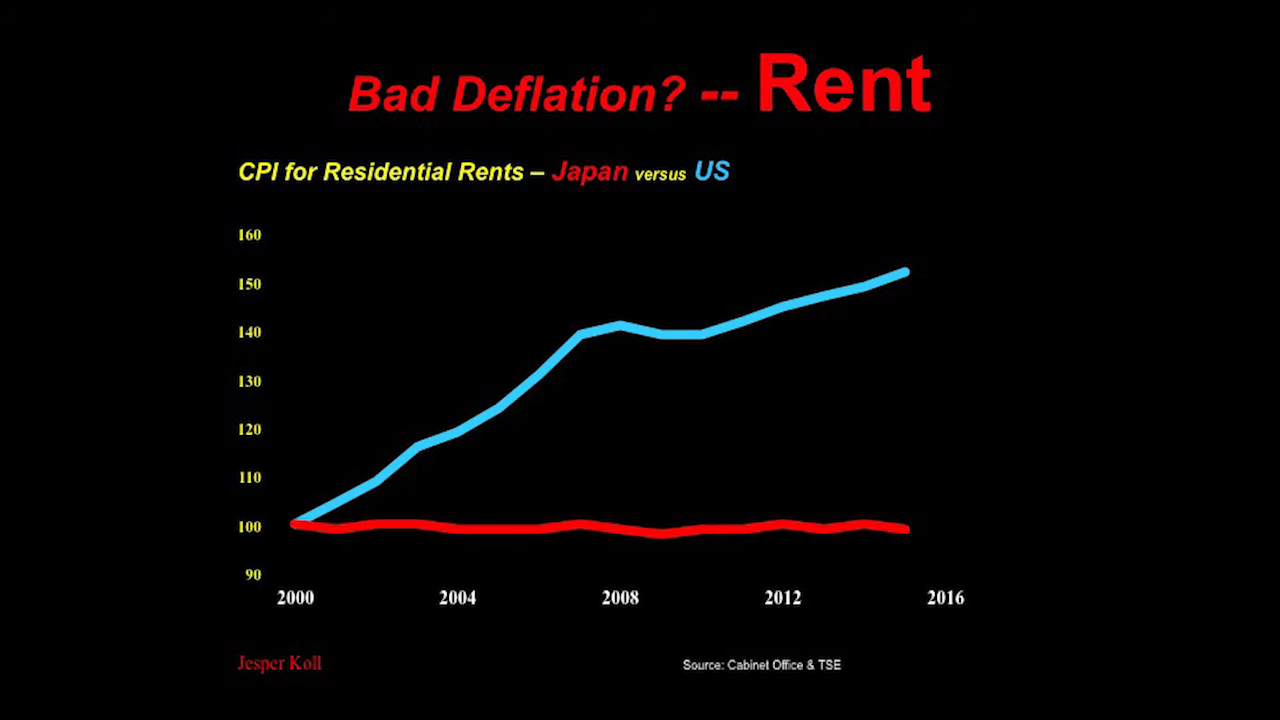 Bad Deflation? -- Rent
CPI for Residential Rents – Japan versus US
160
150
140
130
120
110
100
90
2000 2004 2008 2012 2016
Jesper Koll
Source: Cabinet Office & TSE